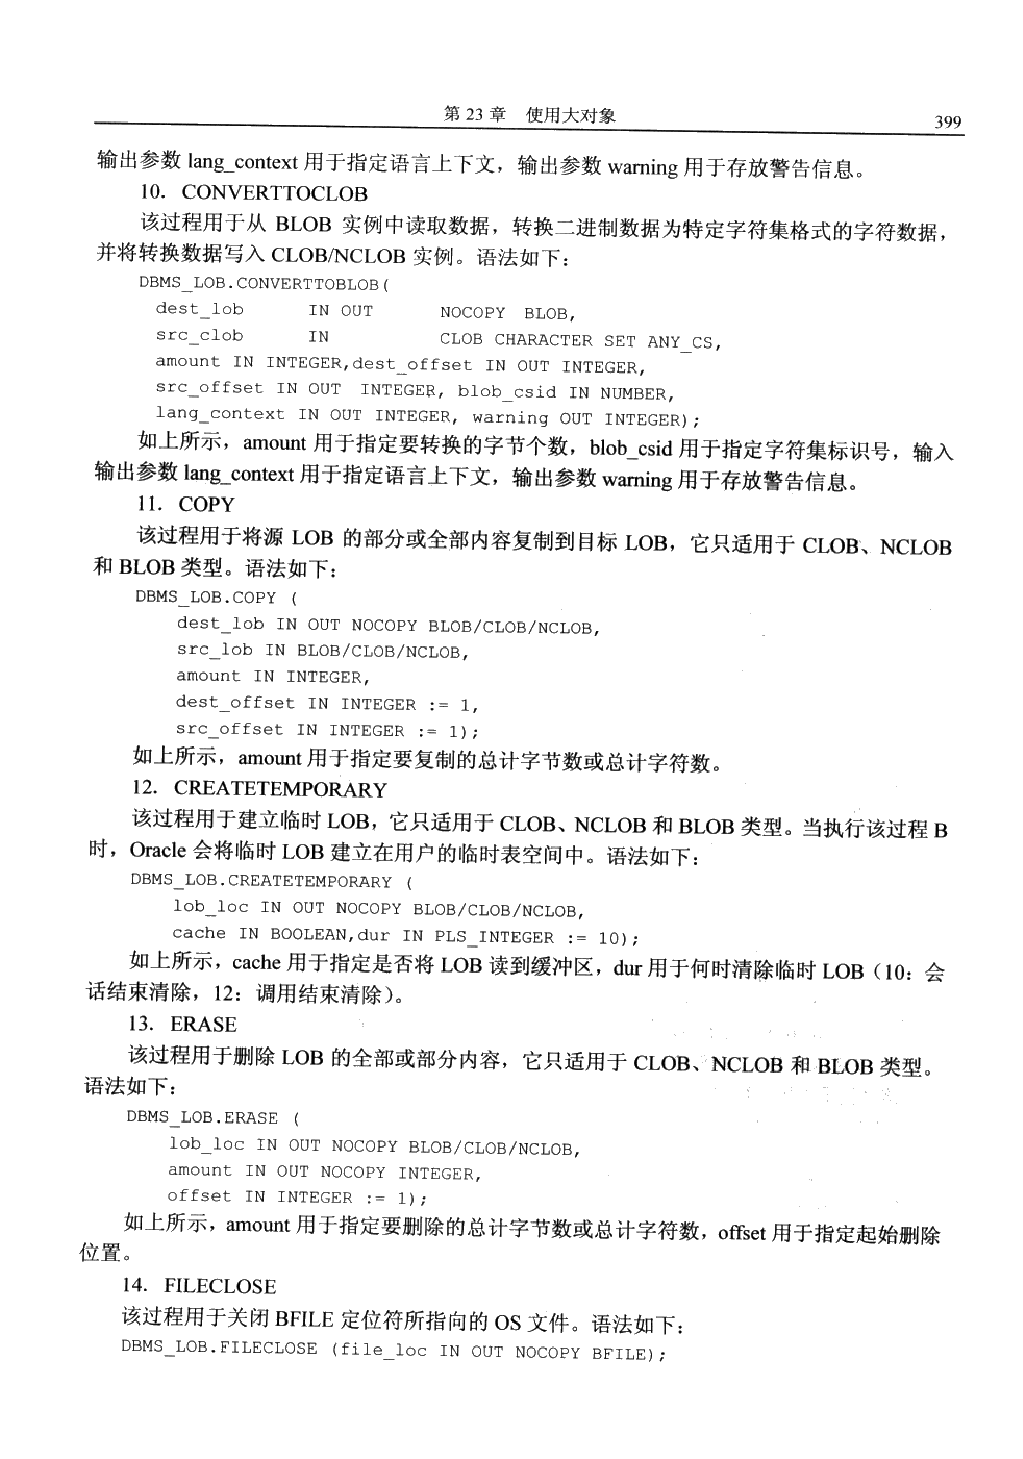 第 23 章　使用大对象
399
输出参数 lang_context 用于指定语言上下文，输出参数 warning 用于存放警告信息。
10．CONVERTTOCLOB
该过程用于从 BLOB 实例中读取数据，转换二进制数据为特定字符集格式的字符数据，
并将转换数据写入 CLOB/NCLOB 实例。语法如下：
DBMS_LOB.CONVERTTOBLOB(
dest_lob IN OUT NOCOPY BLOB,
src_clob IN CLOB CHARACTER SET ANY_CS,
amount IN INTEGER,dest_offset IN OUT INTEGER,
src_offset IN OUT INTEGER, blob_csid IN NUMBER,
lang_context IN OUT INTEGER, warning OUT INTEGER);
如上所示，amount 用于指定要转换的字节个数，blob_csid 用于指定字符集标识号，输入
输出参数 lang_context 用于指定语言上下文，输出参数 warning 用于存放警告信息。
11．COPY
该过程用于将源 LOB 的部分或全部内容复制到目标 LOB，它只适用于 CLOB、NCLOB
和 BLOB 类型。语法如下：
DBMS_LOB.COPY (
dest_lob IN OUT NOCOPY BLOB/CLOB/NCLOB,
src_lob IN BLOB/CLOB/NCLOB,
amount IN INTEGER,
dest_offset IN INTEGER := 1,
src_offset IN INTEGER := 1);
如上所示，amount 用于指定要复制的总计字节数或总计字符数。
12．CREATETEMPORARY
该过程用于建立临时 LOB，它只适用于 CLOB、NCLOB 和 BLOB 类型。当执行该过程 B
时，Oracle 会将临时 LOB 建立在用户的临时表空间中。语法如下：
DBMS_LOB.CREATETEMPORARY (
lob_loc IN OUT NOCOPY BLOB/CLOB/NCLOB,
cache IN BOOLEAN,dur IN PLS_INTEGER := 10);
如上所示，cache 用于指定是否将 LOB 读到缓冲区，dur 用于何时清除临时 LOB（10：会
话结束清除，12：调用结束清除）。
13．ERASE
该过程用于删除 LOB 的全部或部分内容，它只适用于 CLOB、NCLOB 和 BLOB 类型。
语法如下：
DBMS_LOB.ERASE (
lob_loc IN OUT NOCOPY BLOB/CLOB/NCLOB,
amount IN OUT NOCOPY INTEGER,
offset IN INTEGER := 1);
如上所示，amount 用于指定要删除的总计字节数或总计字符数，offset 用于指定起始删除
位置。
14．FILECLOSE
该过程用于关闭 BFILE 定位符所指向的 OS 文件。语法如下：
DBMS_LOB.FILECLOSE (file_loc IN OUT NOCOPY BFILE);